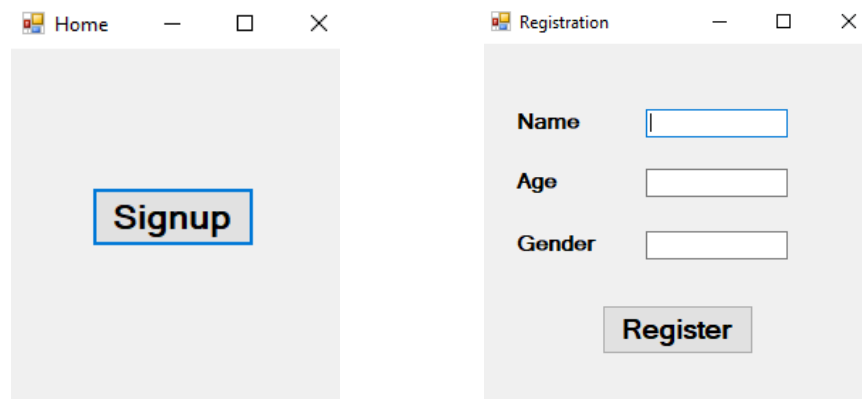 Home
Signup
Registration
Name
Age
Gender
Register